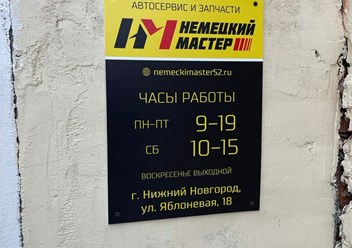 АВТОСЕРВИС И ЗАПЧАСТИ
НМ НЕМЕЦКИЙ
МАСТЕР
nemeckimaster52.ru
ЧАСЫ РАБОТЫ
ПН-ПТ 9-19
СБ 10-15
ВОСКРЕСЕНЬЕ ВЫХОДНОЙ
г. Нижний Новгород,
ул. Яблоневая, 18